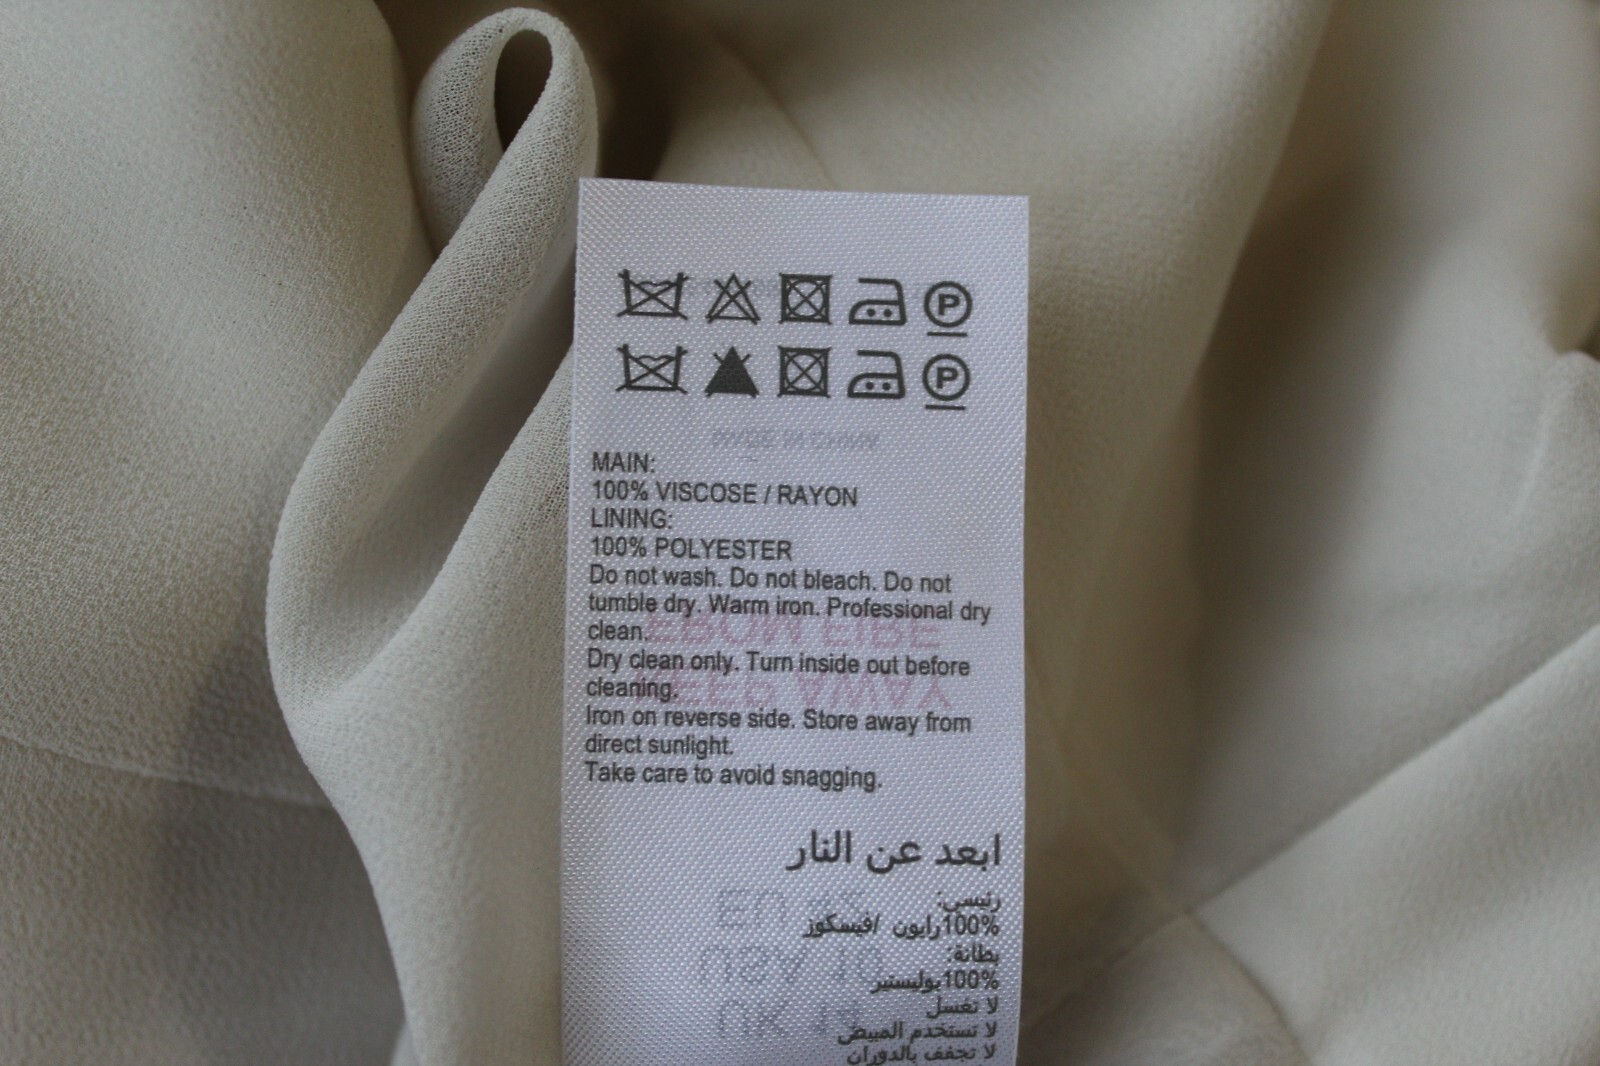 P
P
MAIN:
100% VISCOSE / RAYON
LINING:
100% POLYESTER
Do not wash. Do not bleach. Do not
tumble dry. Warm iron. Professional dry
clean.
Dry clean only. Turn inside out before
cleaning.
Iron on reverse side. Store away from
direct sunlight.
Take care to avoid snagging.
ابعد عن النار
رئيسي:
100%رايون /فيسكوز
بطانة:
100%بوليستير
لا تغسل
لا تستخدم المبيض
لا تجفف بالدوران